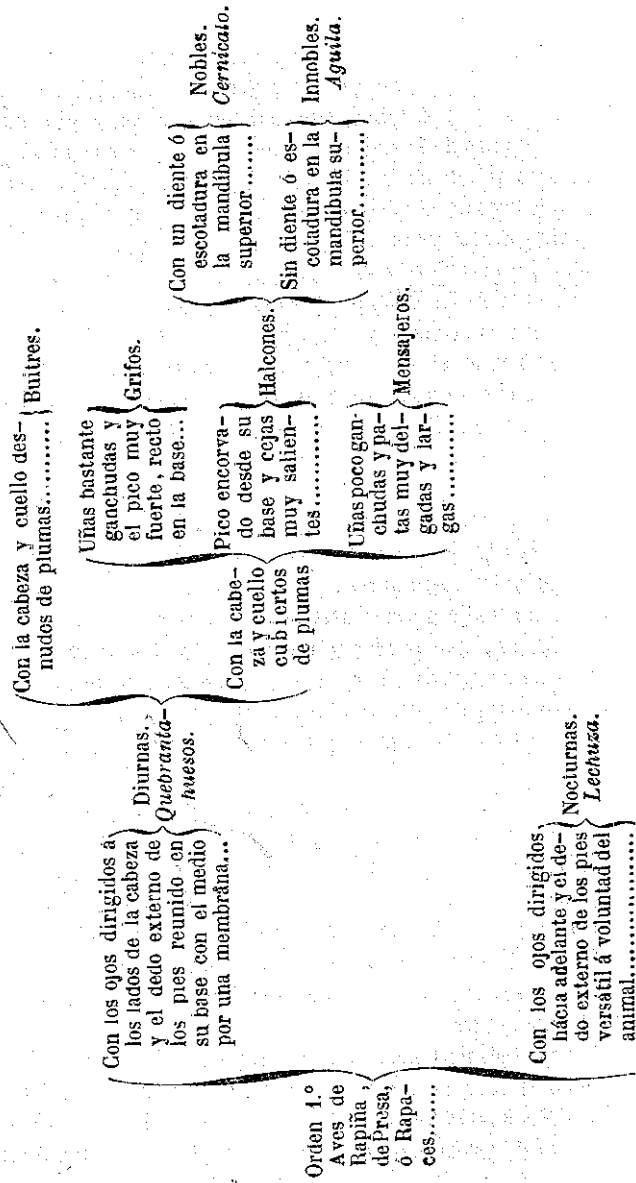 Orden 1.º
Aves de
Rapiña,
de Presa,
ó Rapa-
ces.......
Con los ojos dirigidos á
los lados de la cabeza
y el dedo externo de
los pies reunido en
su base con el medio
por una membrana...
Diurnas.
Quebranta-
huesos.
Con la cabeza y cuello des-
nudos de plumas..........
Buitres.
Con la cabe-
za y cuello
cubiertos
de plumas
Uñas bastante
ganchudas y
el pico muy
fuerte, recto
en la base...
Grifos.
Pico encorva-
do desde su
base y cejas
muy salien-
tes...........
Halcones.
Con un diente ó
escotadura en
la mandíbula
superior........
Nobles.
Cernícalo.
Sin diente ó es-
cotadura en la
mandíbula su-
perior..........
Innobles.
Aguila.
Uñas poco gan-
chudas y pa-
tas muy del-
gadas y lar-
gas...........
Mensajeros.
Con los ojos dirigidos
hácia adelante y el de-
do externo de los pies
versátil á voluntad del
animal....................
Nocturnas.
Lechuza.